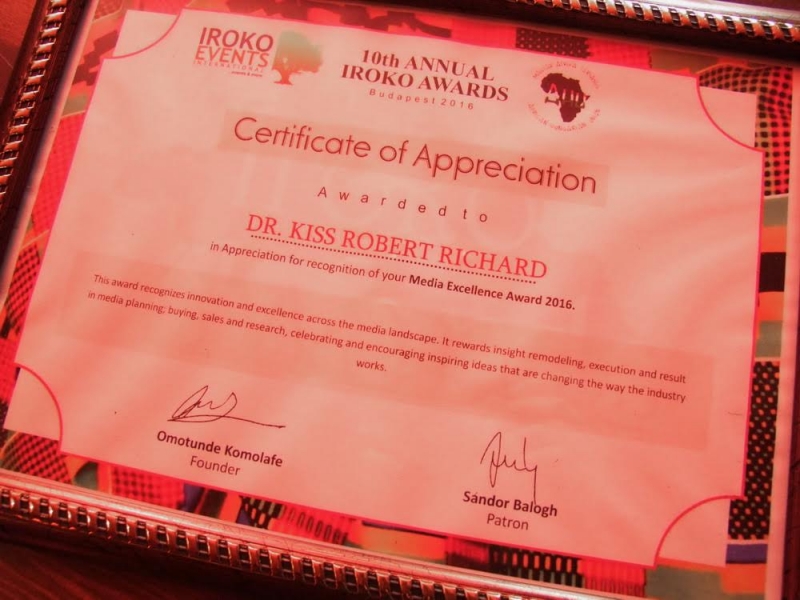 IROKO
EVENTS
INTERNATIONAL
10th ANNUAL
IROKO AWARDS
Budapest 2016
Certificate of Appreciation
Awarded to
DR. KISS ROBERT RICHARD
in Appreciation for recognition of your Media Excellence Award 2016.
This award recognizes innovation and excellence across the media landscape. It rewards insight remodeling, execution and result
in media planning; buying, sales and research, celebrating and encouraging inspiring ideas that are changing the way the industry
works.
Omotunde Komolafe
Founder
Sándor Balogh
Patron